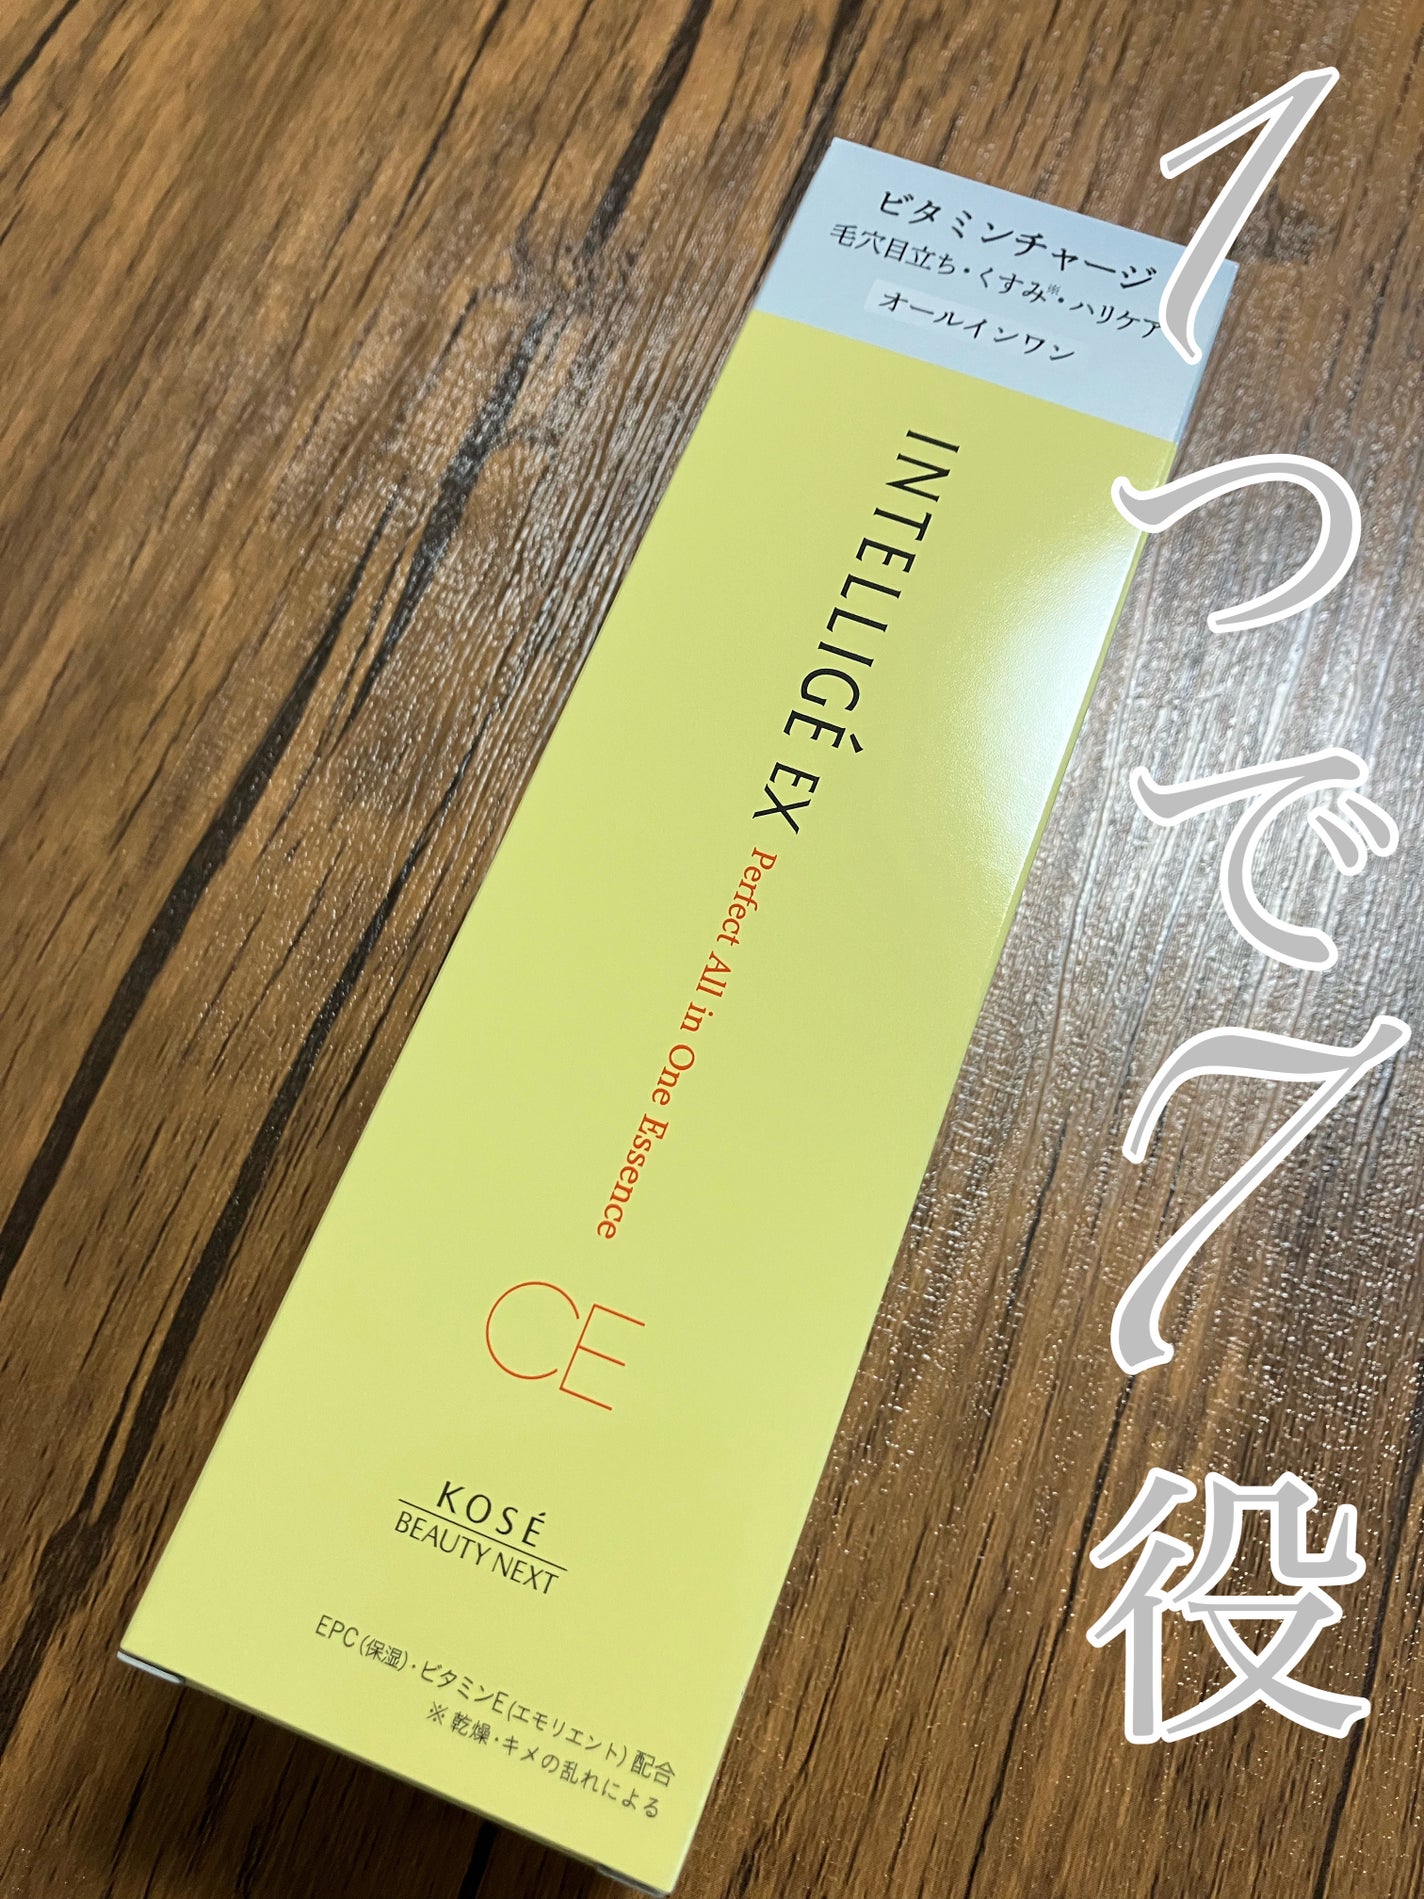 ビタミンチャージ
毛穴目立ち・くすみ※・ハリケア
オールインワン
INTELLIGÉ EX Perfect All in One Essence
CE
KOSÉ
BEAUTY NEXT
EPC(保湿)・ビタミンE(エモリエント)配合
※ 乾燥・キメの乱れによる
1つで7役